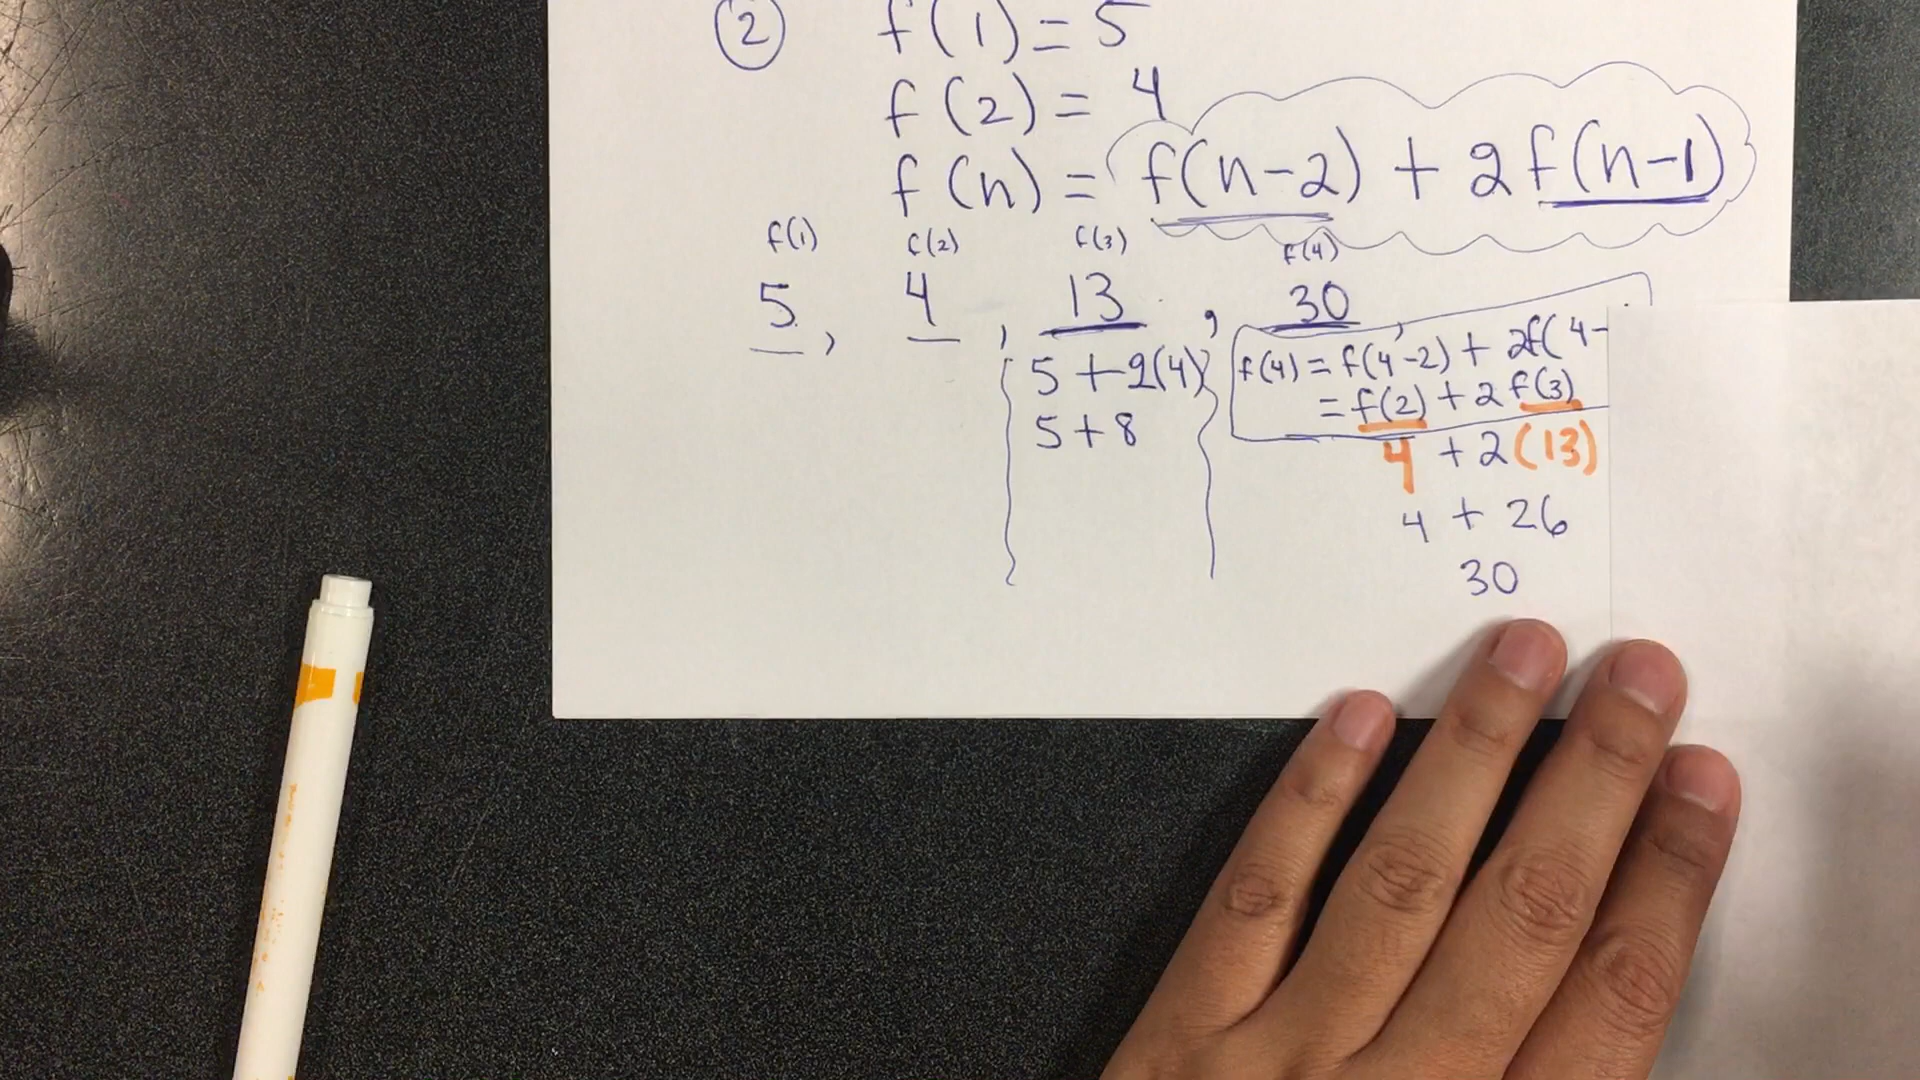 ② f(1) = 5
f(2) = 4
f(n) = f(n-2) + 2f(n-1)
f(1) f(2) f(3) f(4)
5, 4, 13, 30,
5+2(4)
5+8
f(4) = f(4-2) + 2f(4-
= f(2) + 2f(3)
4 + 2(13)
4 + 26
30